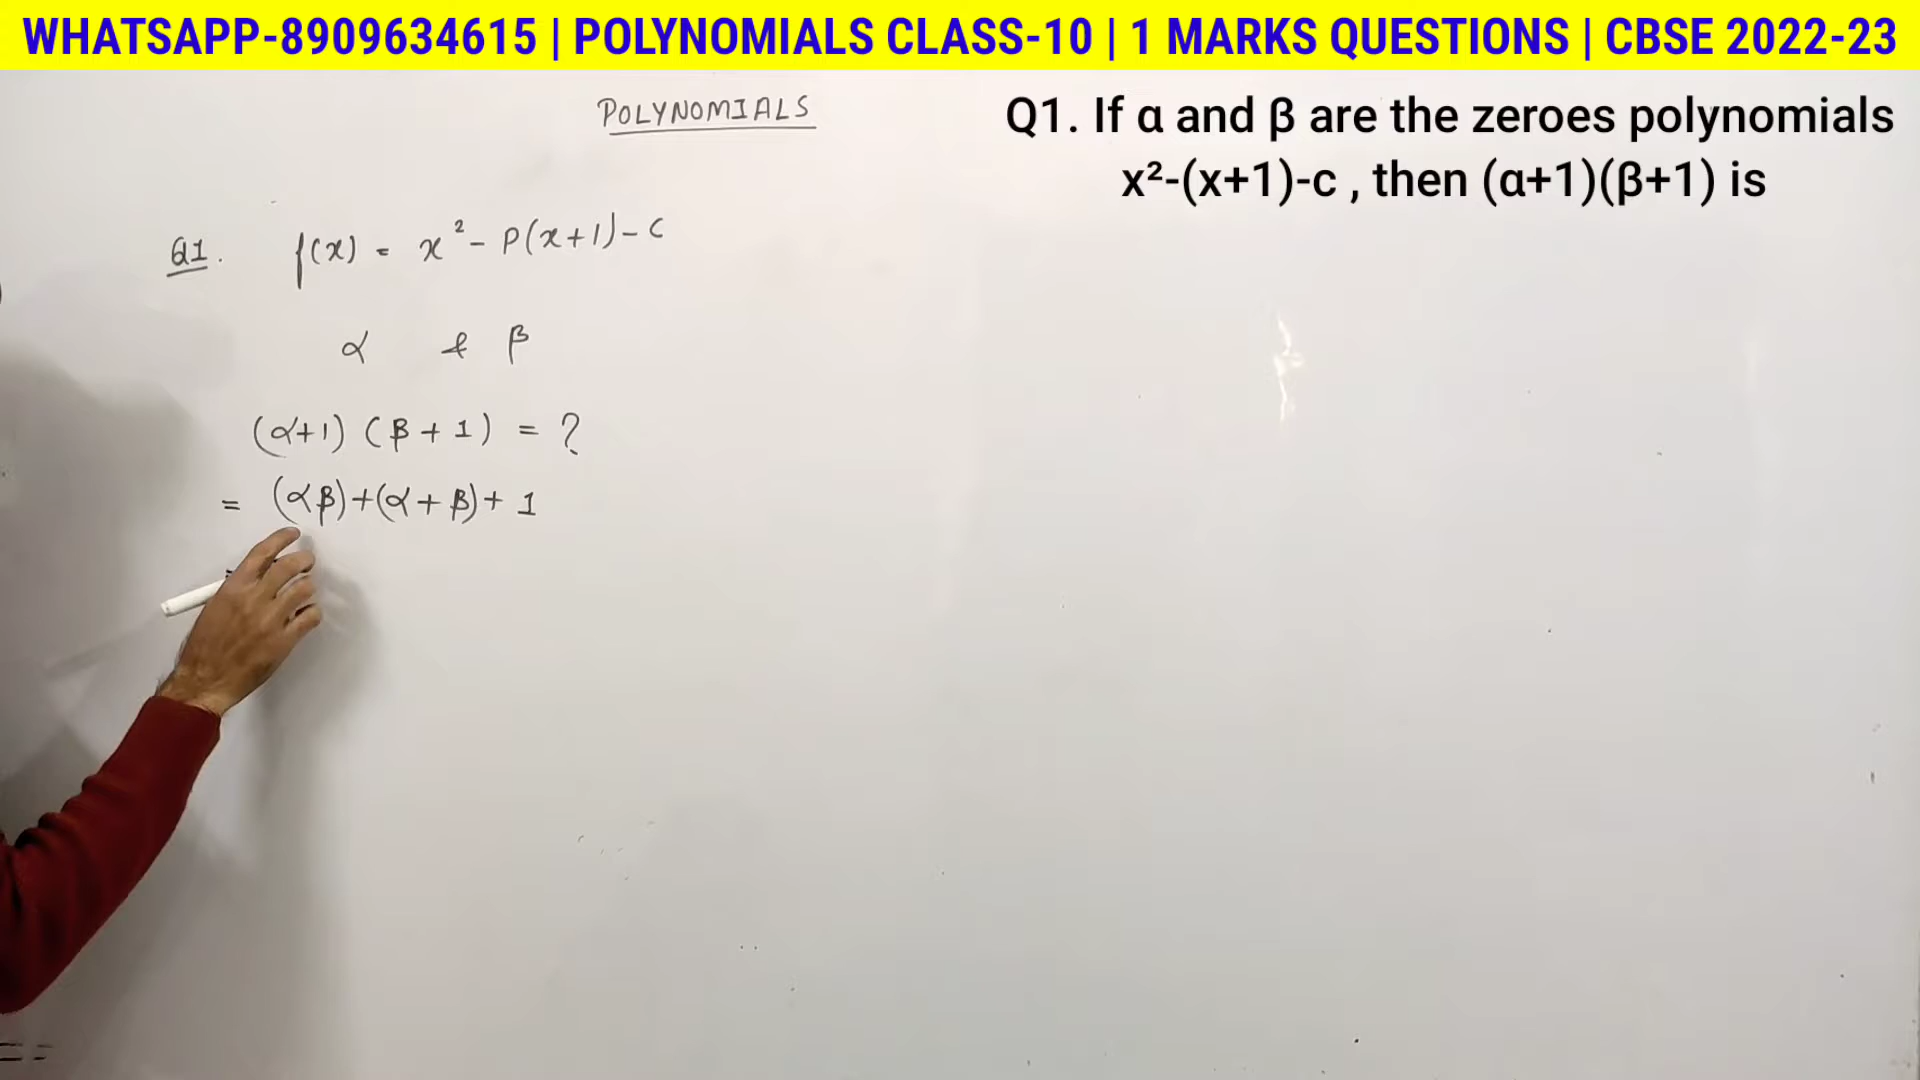 WHATSAPP-8909634615 | POLYNOMIALS CLASS-10 | 1 MARKS QUESTIONS | CBSE 2022-23
POLYNOMIALS
Q1. If α and β are the zeroes polynomials
x²-(x+1)-c , then (α+1)(β+1) is
Q1. f(x) = x² - P(x+1) - c
α & β
(α+1) (β+1) = ?
= (αβ)+(α+β)+ 1
=